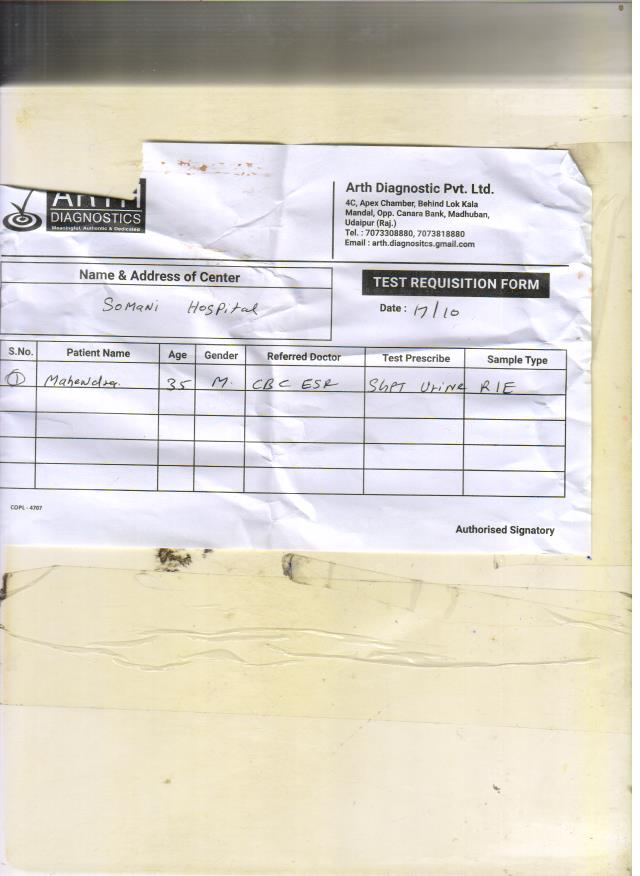 ARTH
DIAGNOSTICS
Meaningful, Authentic & Dedicated
Arth Diagnostic Pvt. Ltd.
4C, Apex Chamber, Behind Lok Kala
Mandal, Opp. Canara Bank, Madhuban,
Udaipur (Raj.)
Tel. : 7073308880, 7073818880
Email : arth.diagnositcs.gmail.com
Name & Address of Center
Somani Hospital
TEST REQUISITION FORM
Date : 17/10
S.No. Patient Name Age Gender Referred Doctor Test Prescribe Sample Type
1 Mahendra. 35 M. CBC ESR SGPT Urine R/E
COPL - 4707
Authorised Signatory